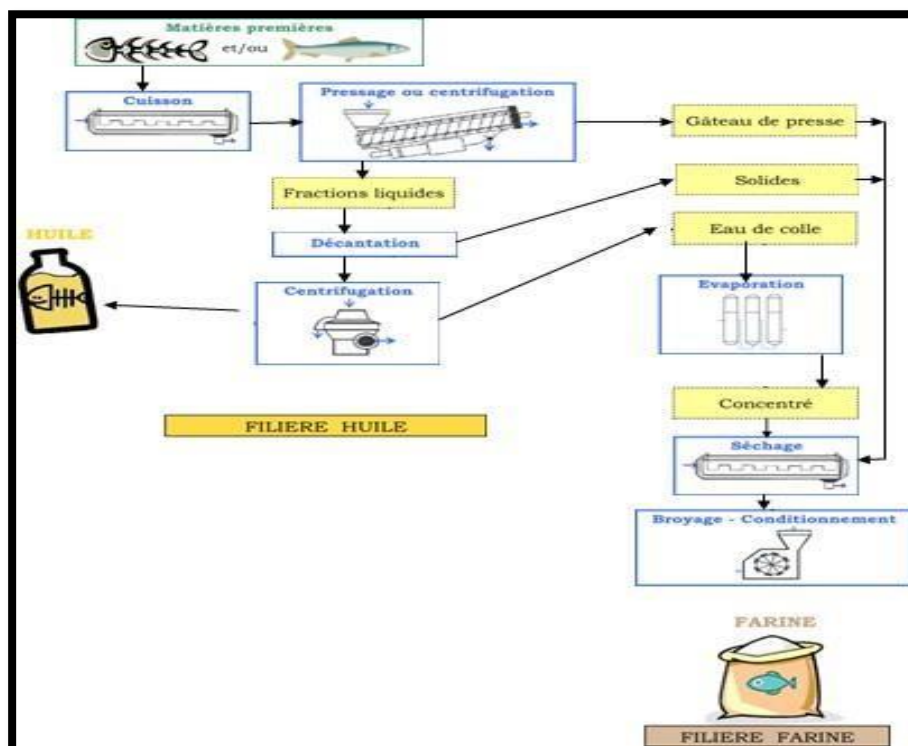 Matières premières
et/ou
Cuisson
Pressage ou centrifugation
Gâteau de presse
Fractions liquides
Solides
Décantation
Eau de colle
HUILE
Centrifugation
Evaporation
Concentré
FILIERE HUILE
Séchage
Broyage - Conditionnement
FARINE
FILIERE FARINE